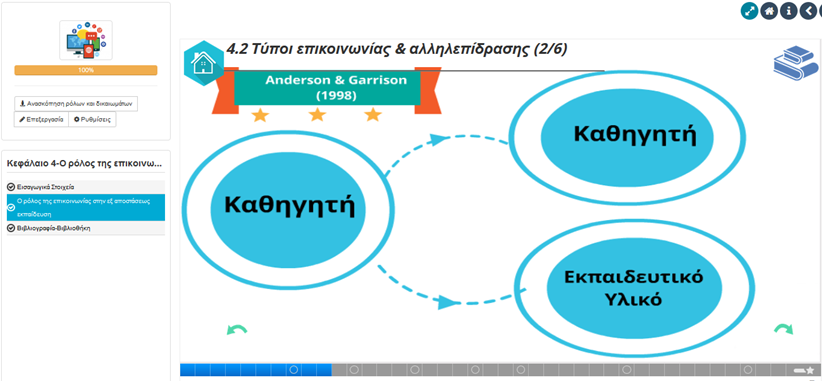 100%
Ανασκόπηση ρόλων και δικαιωμάτων
Επεξεργασία
Ρυθμίσεις
Κεφάλαιο 4-Ο ρόλος της επικοινω...
Εισαγωγικά Στοιχεία
Ο ρόλος της επικοινωνίας στην εξ αποστάσεως
εκπαίδευση
Βιβλιογραφία-Βιβλιοθήκη
4.2 Τύποι επικοινωνίας & αλληλεπίδρασης (2/6)
Anderson & Garrison
(1998)
Καθηγητή
Καθηγητή
Εκπαιδευτικό
Υλικό